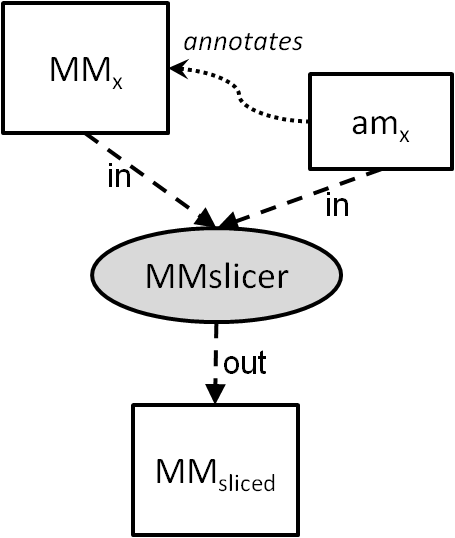 annotates
MMx
amx
in
in
MMslicer
out
MMsliced